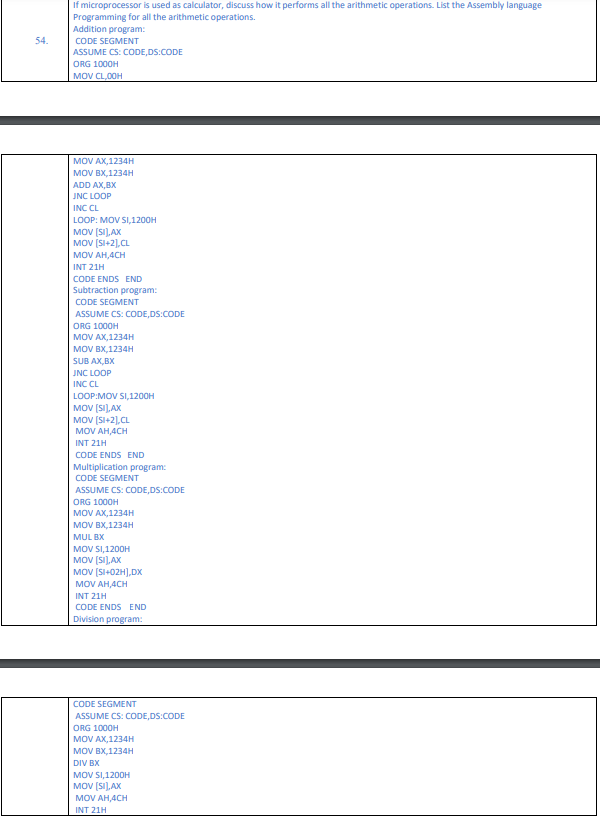 If microprocessor is used as calculator, discuss how it performs all the arithmetic operations. List the Assembly language
Programming for all the arithmetic operations.
Addition program:
54.
CODE SEGMENT
ASSUME CS: CODE,DS:CODE
ORG 1000H
MOV CL,00H
MOV AX,1234H
MOV BX,1234H
ADD AX,BX
JNC LOOP
INC CL
LOOP: MOV SI,1200H
MOV [SI],AX
MOV [SI+2],CL
MOV AH,4CH
INT 21H
CODE ENDS END
Subtraction program:
CODE SEGMENT
ASSUME CS: CODE,DS:CODE
ORG 1000H
MOV AX,1234H
MOV BX,1234H
SUB AX,BX
JNC LOOP
INC CL
LOOP:MOV SI,1200H
MOV [SI],AX
MOV [SI+2],CL
MOV AH,4CH
INT 21H
CODE ENDS END
Multiplication program:
CODE SEGMENT
ASSUME CS: CODE,DS:CODE
ORG 1000H
MOV AX,1234H
MOV BX,1234H
MUL BX
MOV SI,1200H
MOV [SI],AX
MOV [SI+02H],DX
MOV AH,4CH
INT 21H
CODE ENDS END
Division program:
CODE SEGMENT
ASSUME CS: CODE,DS:CODE
ORG 1000H
MOV AX,1234H
MOV BX,1234H
DIV BX
MOV SI,1200H
MOV [SI],AX
MOV AH,4CH
INT 21H